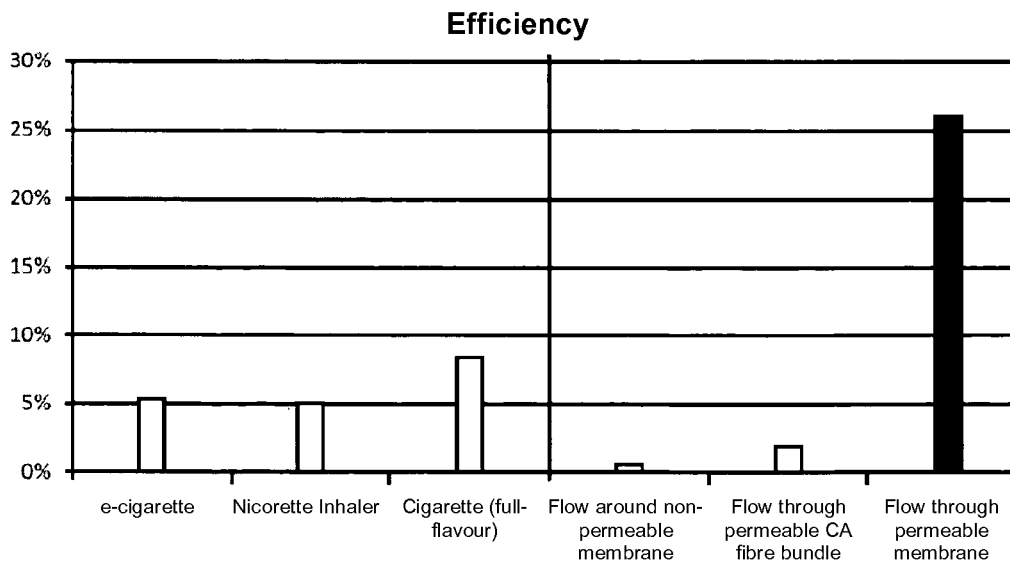 Efficiency
30%
25%
20%
15%
10%
5%
0%
e-cigarette
Nicorette Inhaler
Cigarette (full-
flavour)
Flow around non-
permeable
membrane
Flow through
permeable CA
fibre bundle
Flow through
permeable
membrane